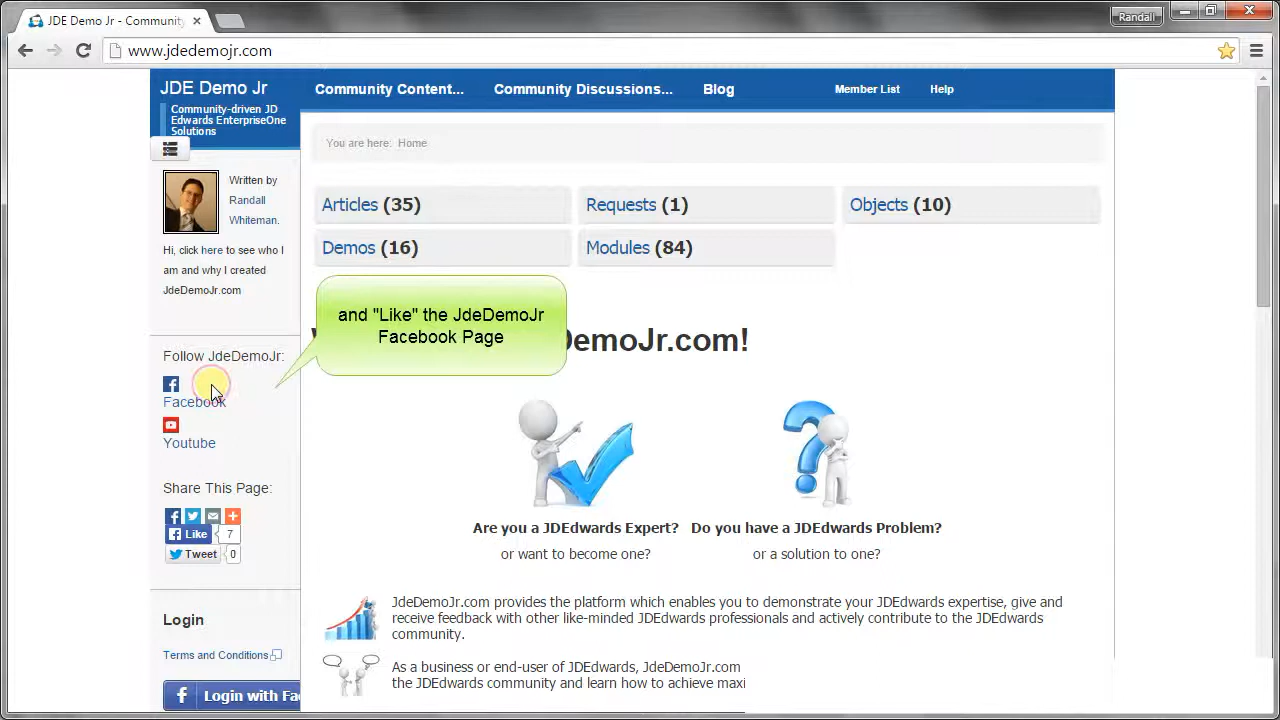 JDE Demo Jr - Community
Randall
www.jdedemojr.com
JDE Demo Jr
Community-driven JD
Edwards EnterpriseOne
Solutions
Community Content...
Community Discussions...
Blog
Member List
Help
You are here: Home
Written by
Randall
Whiteman.
Hi, click here to see who I
am and why I created
JdeDemoJr.com
Articles (35)
Requests (1)
Objects (10)
Demos (16)
Modules (84)
and "Like" the JdeDemoJr
Facebook Page
DemoJr.com!
Follow JdeDemoJr:
Facebook
Youtube
Share This Page:
Like 7
Tweet 0
Are you a JDEdwards Expert?
or want to become one?
Do you have a JDEdwards Problem?
or a solution to one?
JdeDemoJr.com provides the platform which enables you to demonstrate your JDEdwards expertise, give and
receive feedback with other like-minded JDEdwards professionals and actively contribute to the JDEdwards
community.
As a business or end-user of JDEdwards, JdeDemoJr.com
the JDEdwards community and learn how to achieve maxi
Login
Terms and Conditions
Login with Fac